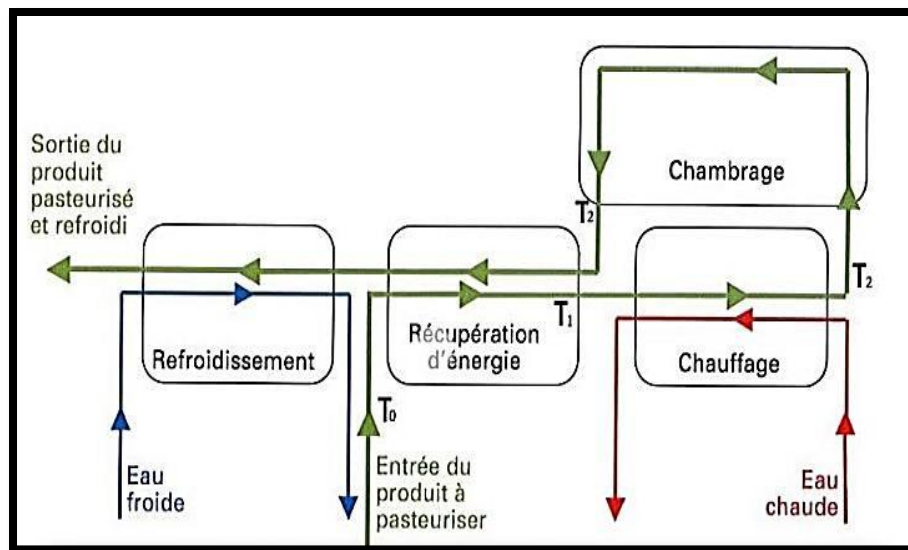 Sortie du
produit
pasteurisé
et refroidi
Chambrage
T₂
T₂
T₁
Refroidissement
Récupération
d'énergie
Chauffage
T₀
Eau
froide
Entrée du
produit à
pasteuriser
Eau
chaude